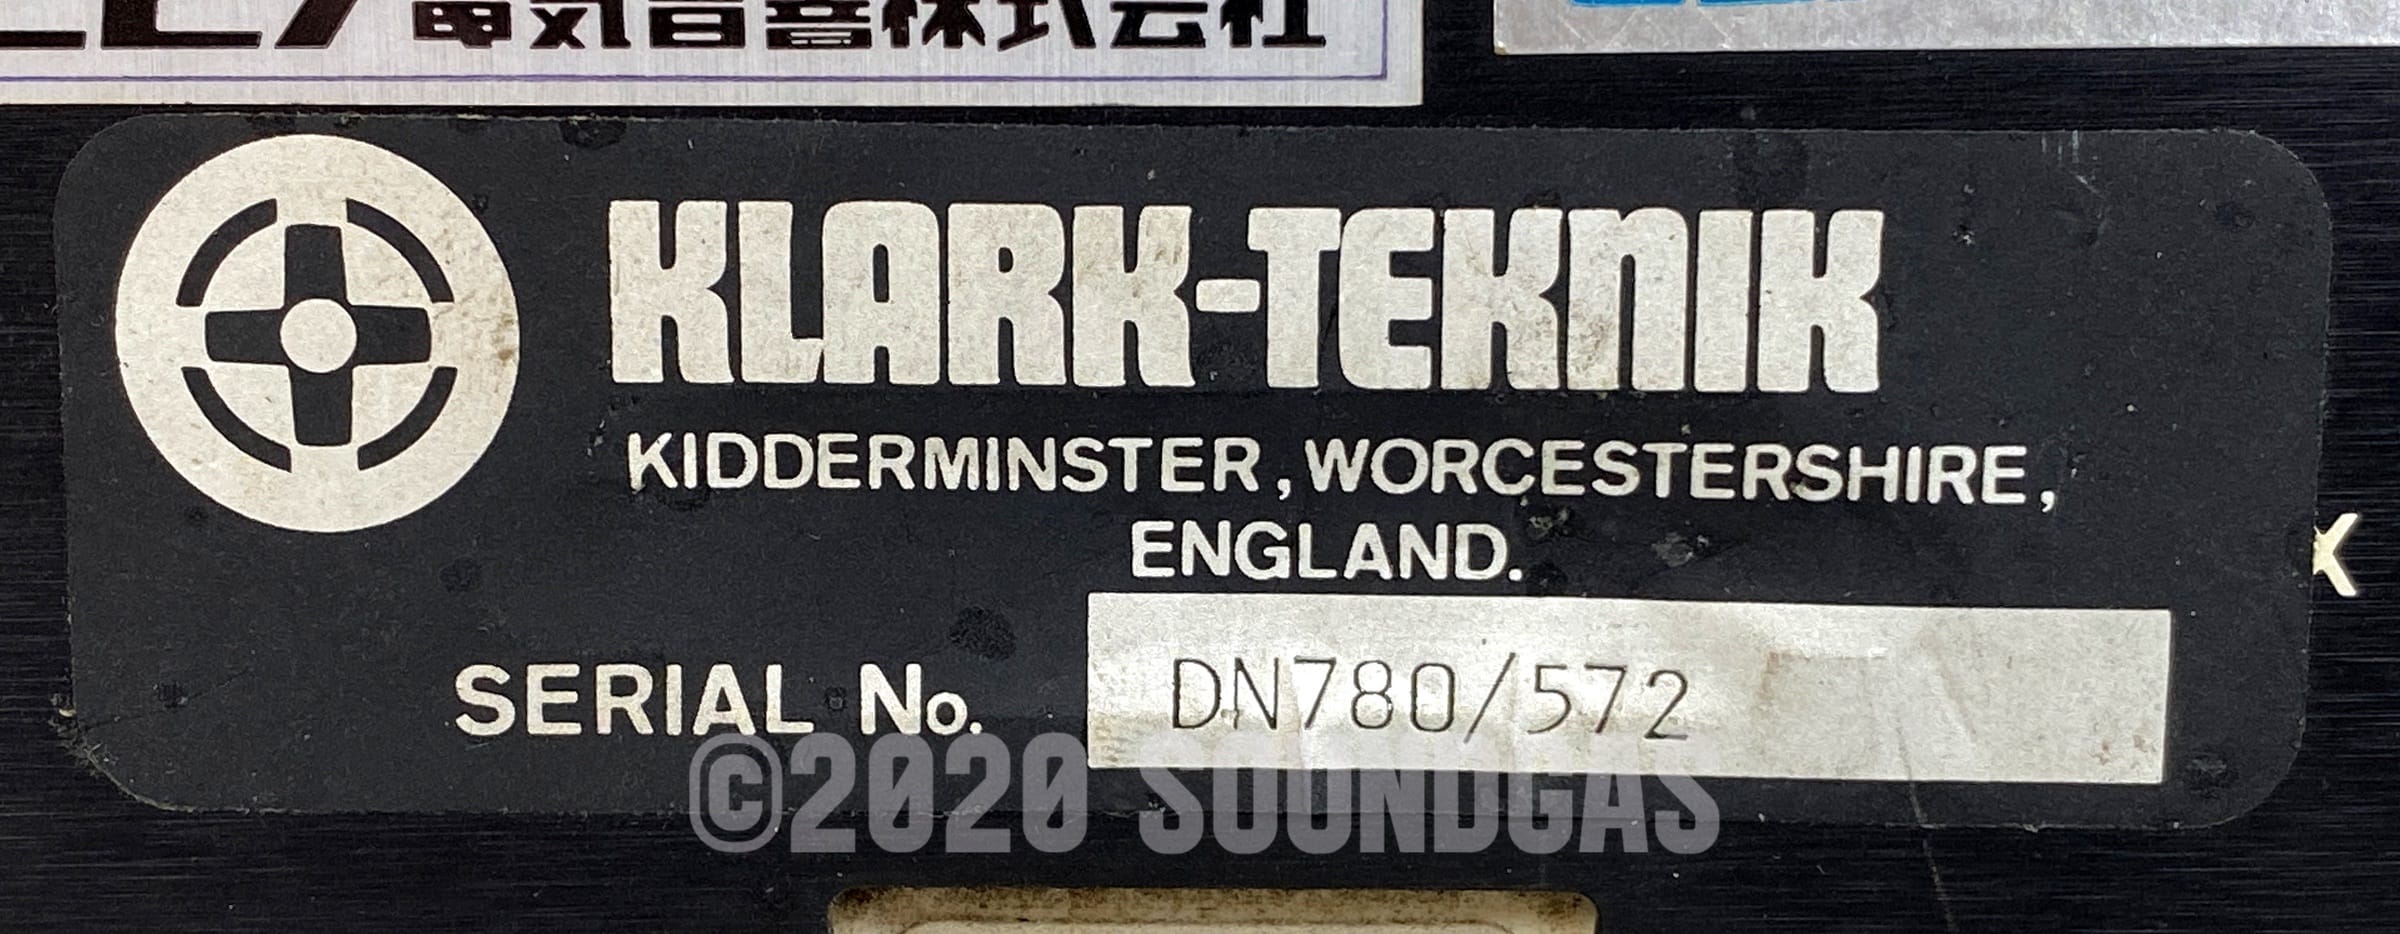 電気音響株式会社
KLARK-TEKNIK
KIDDERMINSTER, WORCESTERSHIRE,
ENGLAND.
SERIAL No. DN780/572
©2020 SOUNDGAS